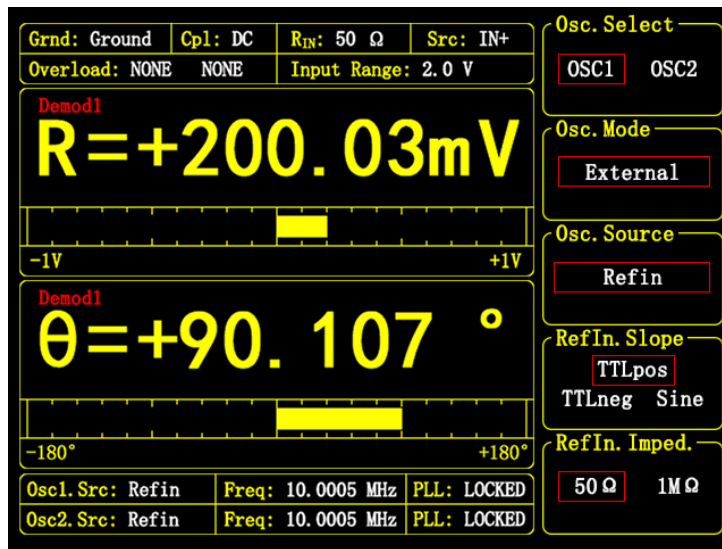 Grnd: Ground Cpl: DC R_IN: 50 Ω Src: IN+
Overload: NONE NONE Input Range: 2.0 V
Demod1
R=+200.03mV
-1V +1V
Demod1
θ=+90.107 °
-180° +180°
Osc1.Src: Refin Freq: 10.0005 MHz PLL: LOCKED
Osc2.Src: Refin Freq: 10.0005 MHz PLL: LOCKED
Osc.Select
OSC1 OSC2
Osc.Mode
External
Osc.Source
Refin
RefIn.Slope
TTLpos
TTLneg Sine
RefIn.Imped.
50Ω 1MΩ